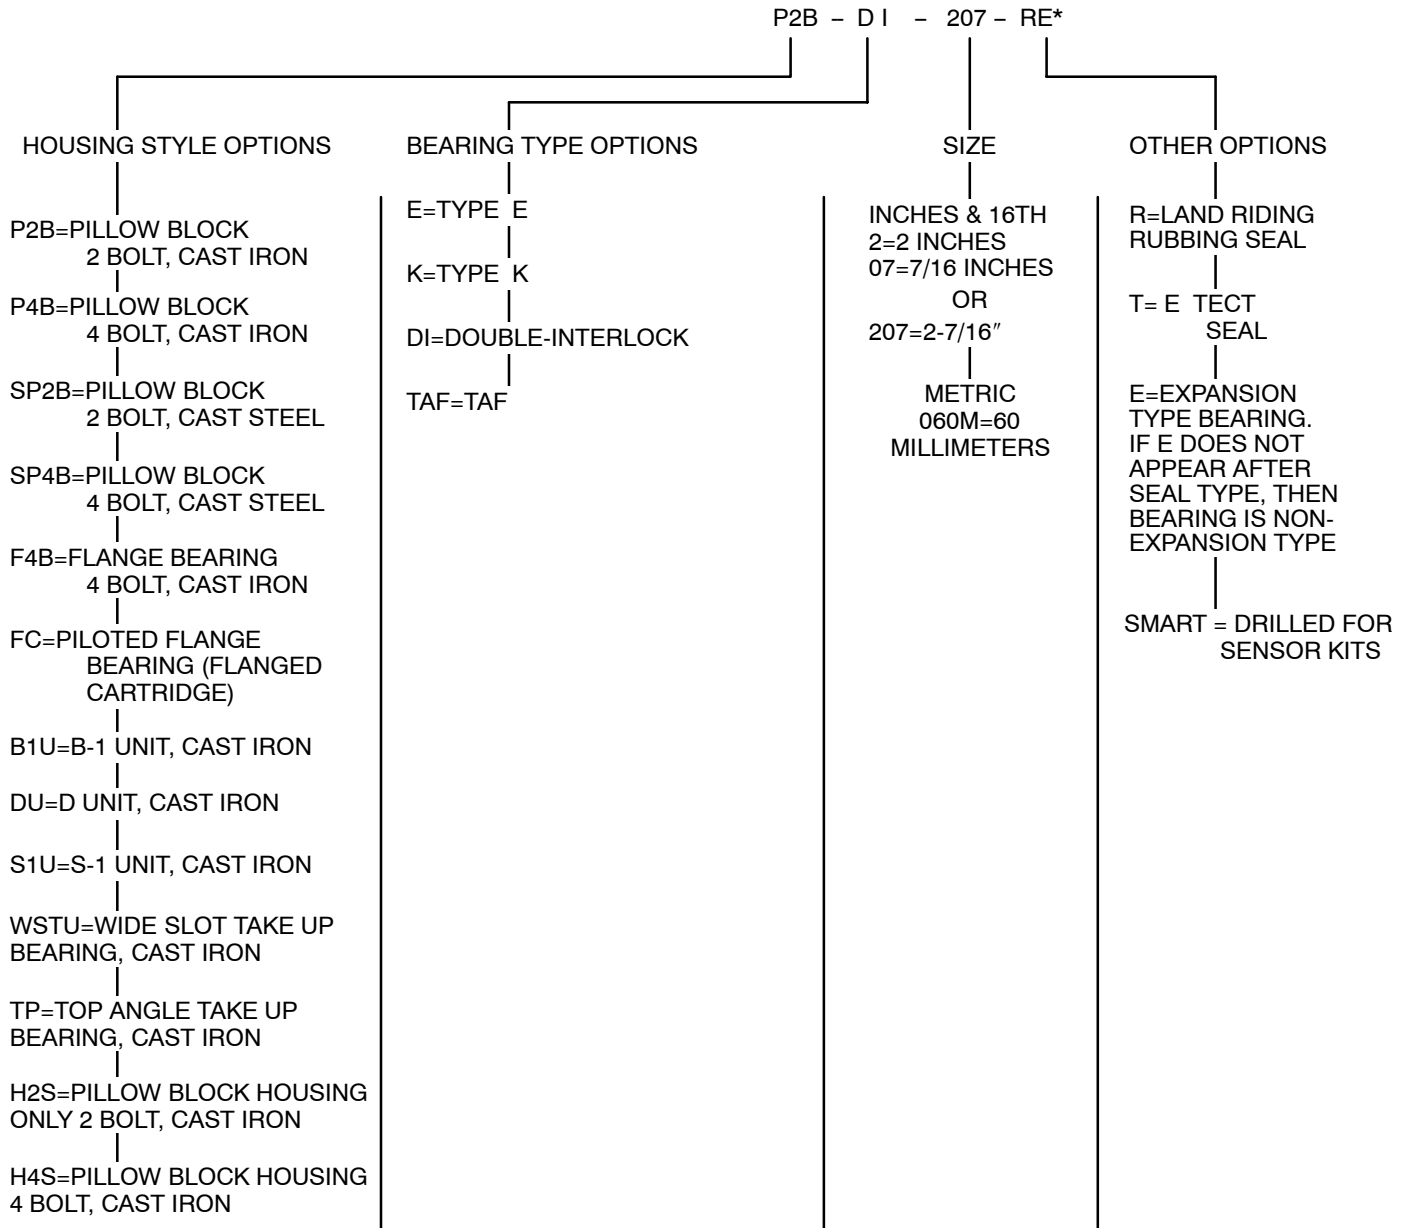 P2B – D I – 207 – RE*
HOUSING STYLE OPTIONS
P2B=PILLOW BLOCK
2 BOLT, CAST IRON
P4B=PILLOW BLOCK
4 BOLT, CAST IRON
SP2B=PILLOW BLOCK
2 BOLT, CAST STEEL
SP4B=PILLOW BLOCK
4 BOLT, CAST STEEL
F4B=FLANGE BEARING
4 BOLT, CAST IRON
FC=PILOTED FLANGE
BEARING (FLANGED
CARTRIDGE)
B1U=B-1 UNIT, CAST IRON
DU=D UNIT, CAST IRON
S1U=S-1 UNIT, CAST IRON
WSTU=WIDE SLOT TAKE UP
BEARING, CAST IRON
TP=TOP ANGLE TAKE UP
BEARING, CAST IRON
H2S=PILLOW BLOCK HOUSING
ONLY 2 BOLT, CAST IRON
H4S=PILLOW BLOCK HOUSING
4 BOLT, CAST IRON
BEARING TYPE OPTIONS
E=TYPE E
K=TYPE K
DI=DOUBLE-INTERLOCK
TAF=TAF
SIZE
INCHES & 16TH
2=2 INCHES
07=7/16 INCHES
OR
207=2-7/16″
METRIC
060M=60
MILLIMETERS
OTHER OPTIONS
R=LAND RIDING
RUBBING SEAL
T= E TECT
SEAL
E=EXPANSION
TYPE BEARING.
IF E DOES NOT
APPEAR AFTER
SEAL TYPE, THEN
BEARING IS NON-
EXPANSION TYPE
SMART = DRILLED FOR
SENSOR KITS